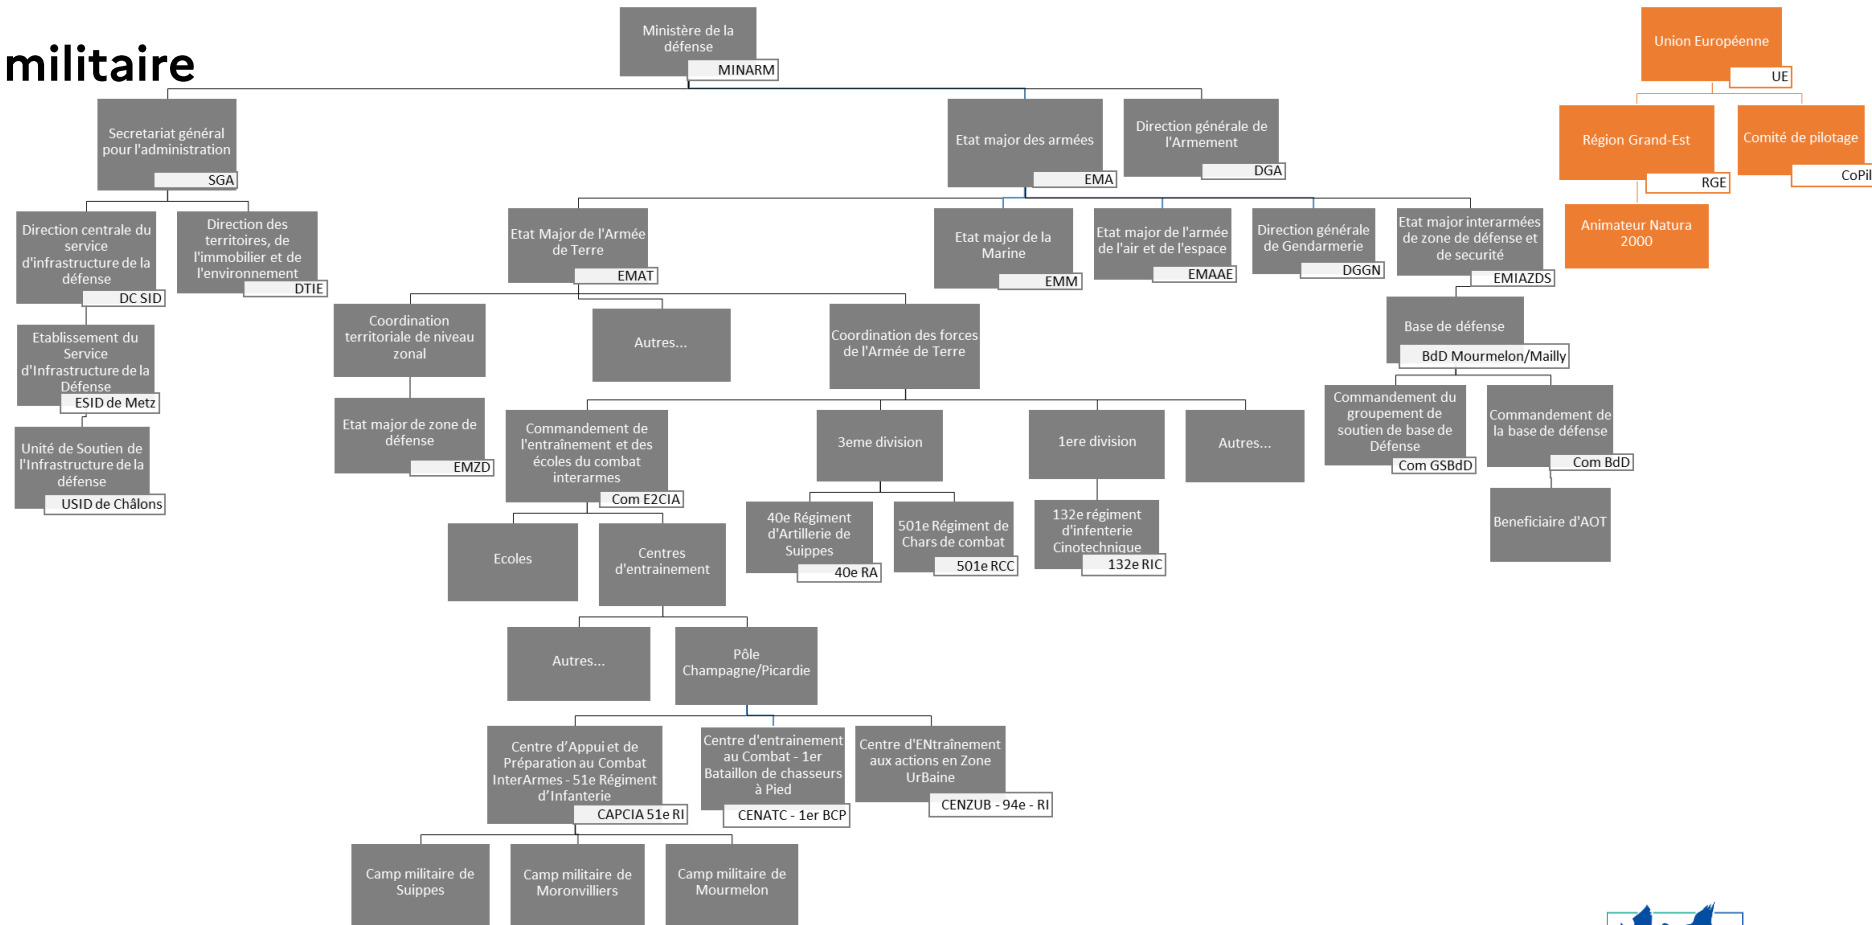 militaire
Ministère de la
défense
MINARM
Union Européenne
UE
Secretariat général
pour l'administration
SGA
Etat major des armées
EMA
Direction générale de
l'Armement
DGA
Région Grand-Est
RGE
Comité de pilotage
CoPil
Direction centrale du
service
d'infrastructure de la
défense
DC SID
Direction des
territoires, de
l'immobilier et de
l'environnement
DTIE
Etat Major de l'Armée
de Terre
EMAT
Etat major de la
Marine
EMM
Etat major de l'armée
de l'air et de l'espace
EMAAE
Direction générale
de Gendarmerie
DGGN
Etat major interarmées
de zone de défense et
de securité
EMIAZDS
Animateur Natura
2000
Etablissement du
Service
d'Infrastructure de la
Défense
ESID de Metz
Coordination
territoriale de niveau
zonal
Autres...
Coordination des forces
de l'Armée de Terre
Base de défense
BdD Mourmelon/Mailly
Unité de Soutien de
l'Infrastructure de la
défense
USID de Châlons
Etat major de zone de
défense
EMZD
Commandement de
l'entraînement et des
écoles du combat
interarmes
Com E2CIA
3eme division
1ere division
Autres...
Commandement du
groupement de
soutien de base de
Défense
Com GSBdD
Commandement de
la base de défense
Com BdD
Ecoles
Centres
d'entrainement
40e Régiment
d'Artillerie de
Suippes
40e RA
501e Régiment de
Chars de combat
501e RCC
132e régiment
d'infenterie
Cinotechnique
132e RIC
Beneficiaire d'AOT
Autres...
Pôle
Champagne/Picardie
Centre d’Appui et de
Préparation au Combat
InterArmes - 51e Régiment
d’Infanterie
CAPCIA 51e RI
Centre d'entrainement
au Combat - 1er
Bataillon de chasseurs
à Pied
CENATC - 1er BCP
Centre d'ENtraînement
aux actions en Zone
UrBaine
CENZUB - 94e - RI
Camp militaire de
Suippes
Camp militaire de
Moronvilliers
Camp militaire de
Mourmelon